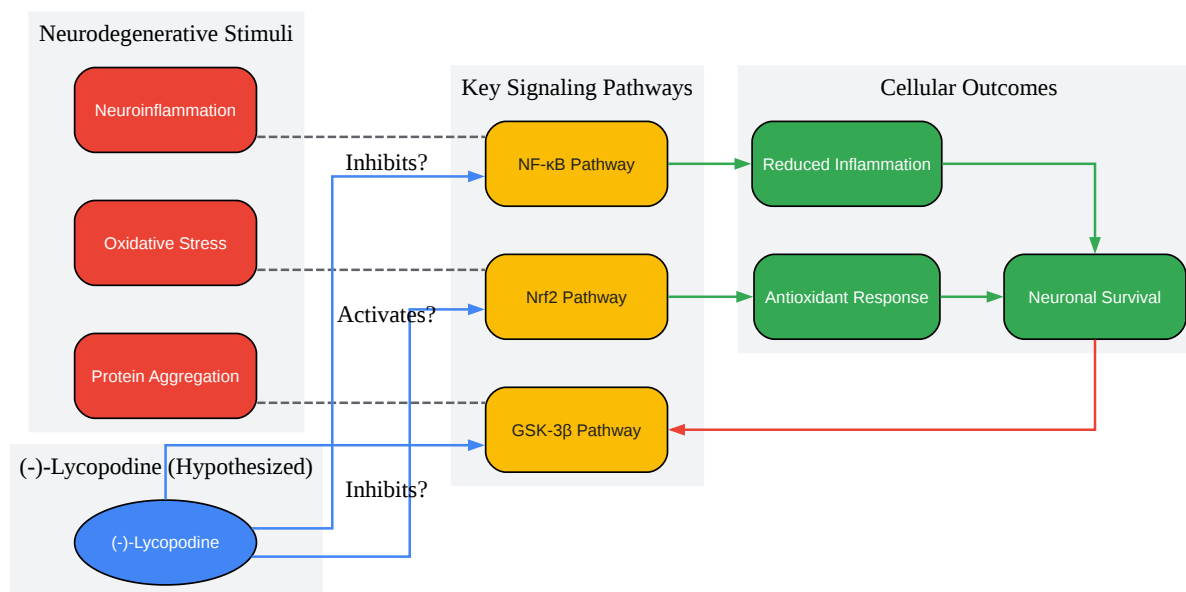 Neurodegenerative Stimuli
Neuroinflammation
Oxidative Stress
Protein Aggregation
(-)-Lycopodine (Hypothesized)
(-)-Lycopodine
Inhibits?
Activates?
Inhibits?
Key Signaling Pathways
NF-κB Pathway
Nrf2 Pathway
GSK-3β Pathway
Cellular Outcomes
Reduced Inflammation
Antioxidant Response
Neuronal Survival